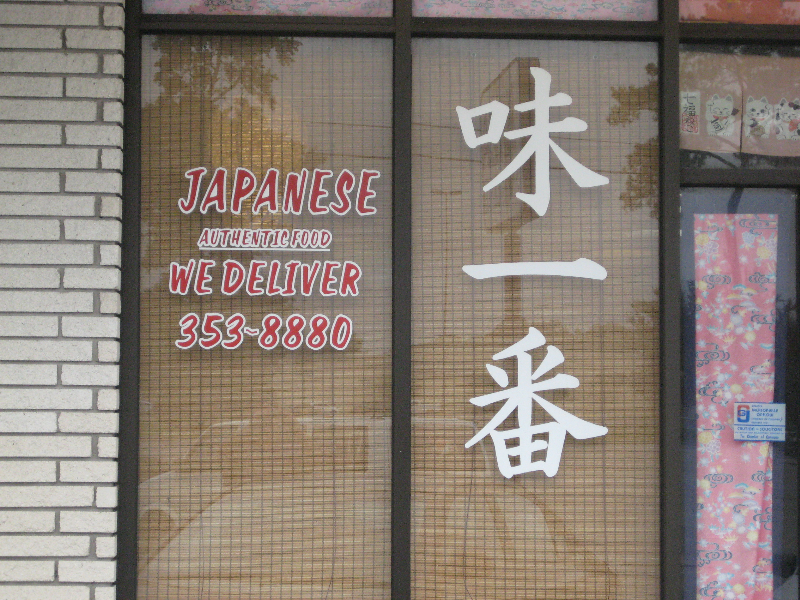 JAPANESE
AUTHENTIC FOOD
WE DELIVER
353-8880
味一番